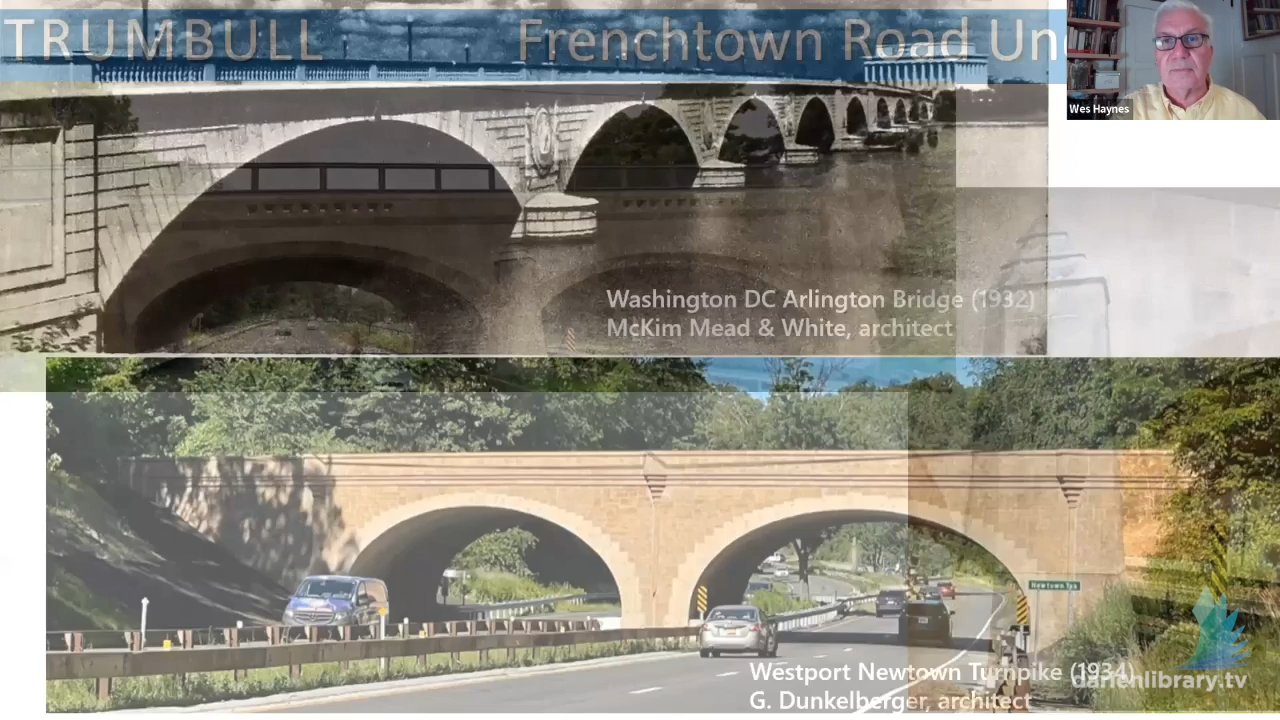 TRUMBULL Frenchtown Road Un
Wes Haynes
Washington DC Arlington Bridge (1932)
McKim Mead & White, architect
Newtown Tpk
Westport Newtown Turnpike (1934)
darienlibrary.tv
G. Dunkelberger, architect